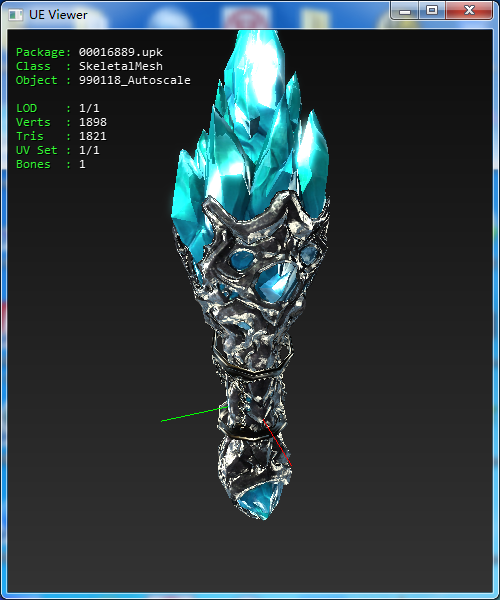 UE Viewer
Package: 00016889.upk
Class : SkeletalMesh
Object : 990118_Autoscale
LOD : 1/1
Verts : 1898
Tris : 1821
UV Set : 1/1
Bones : 1